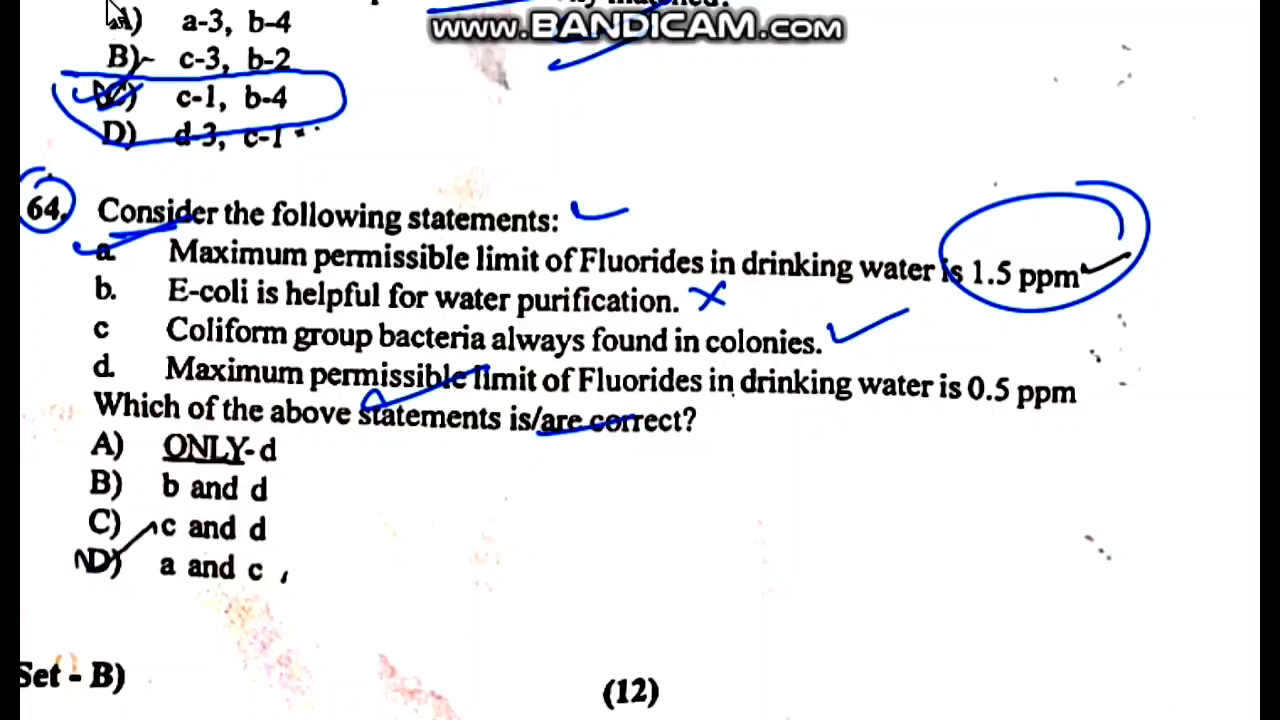 www.BANDICAM.com
A) a-3, b-4
B) c-3, b-2
C) c-1, b-4
D) d-3, c-1
64. Consider the following statements:
a. Maximum permissible limit of Fluorides in drinking water is 1.5 ppm
b. E-coli is helpful for water purification.
c Coliform group bacteria always found in colonies.
d. Maximum permissible limit of Fluorides in drinking water is 0.5 ppm
Which of the above statements is/are correct?
A) ONLY-d
B) b and d
C) c and d
D) a and c
Set - B)
(12)